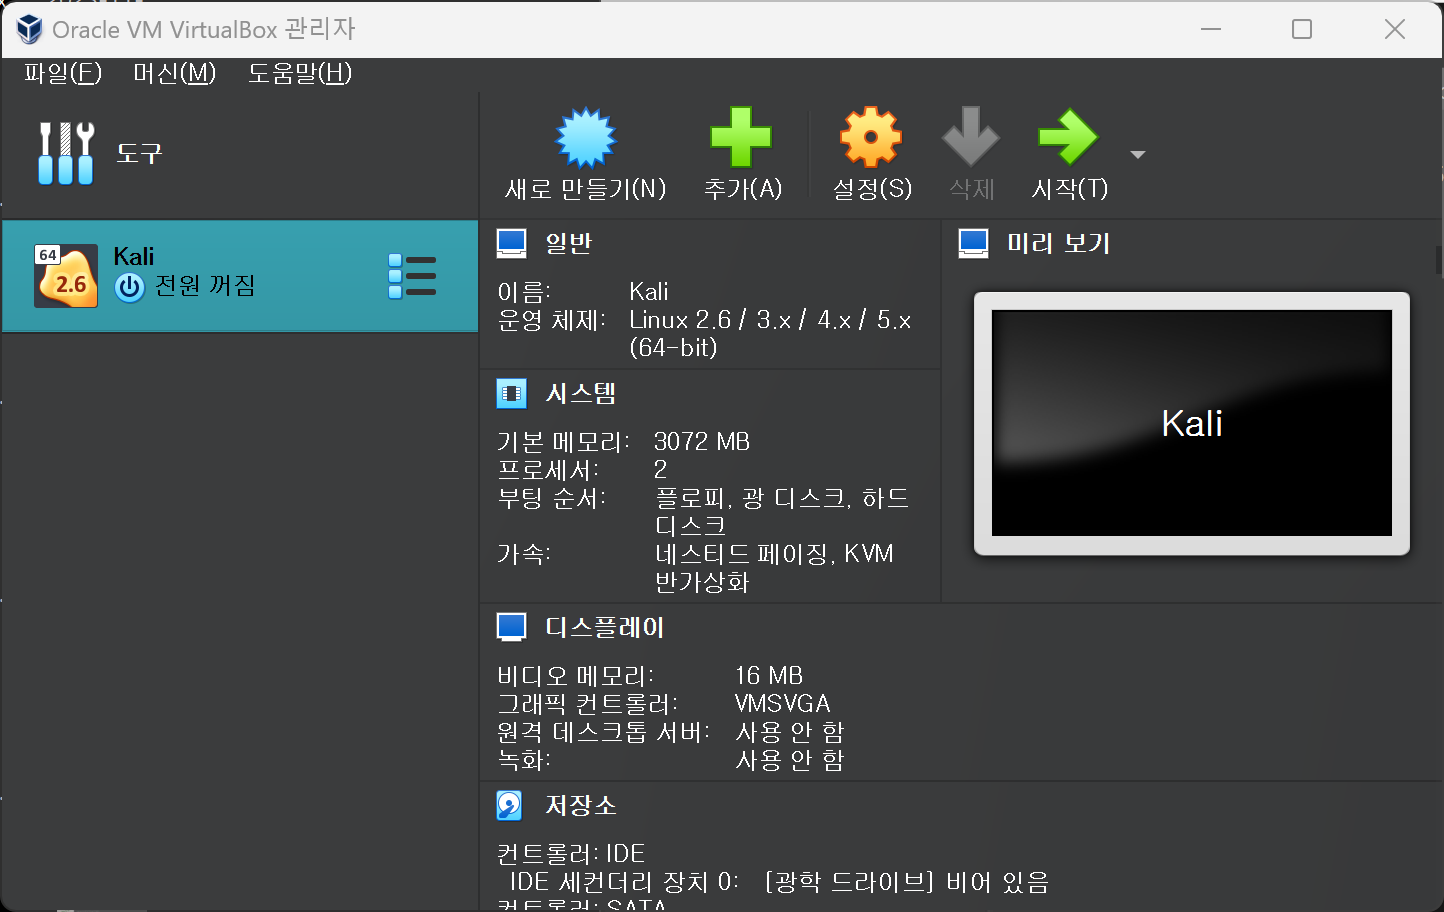 Oracle VM VirtualBox 관리자
파일(F) 머신(M) 도움말(H)
도구
새로 만들기(N) 추가(A) 설정(S) 삭제 시작(T)
64
2.6
Kali
전원 꺼짐
일반
이름: Kali
운영 체제: Linux 2.6 / 3.x / 4.x / 5.x
(64-bit)
시스템
기본 메모리: 3072 MB
프로세서: 2
부팅 순서: 플로피, 광 디스크, 하드
디스크
가속: 네스티드 페이징, KVM
반가상화
미리 보기
Kali
디스플레이
비디오 메모리: 16 MB
그래픽 컨트롤러: VMSVGA
원격 데스크톱 서버: 사용 안 함
녹화: 사용 안 함
저장소
컨트롤러: IDE
IDE 세컨더리 장치 0: [광학 드라이브] 비어 있음
컨트롤러: SATA